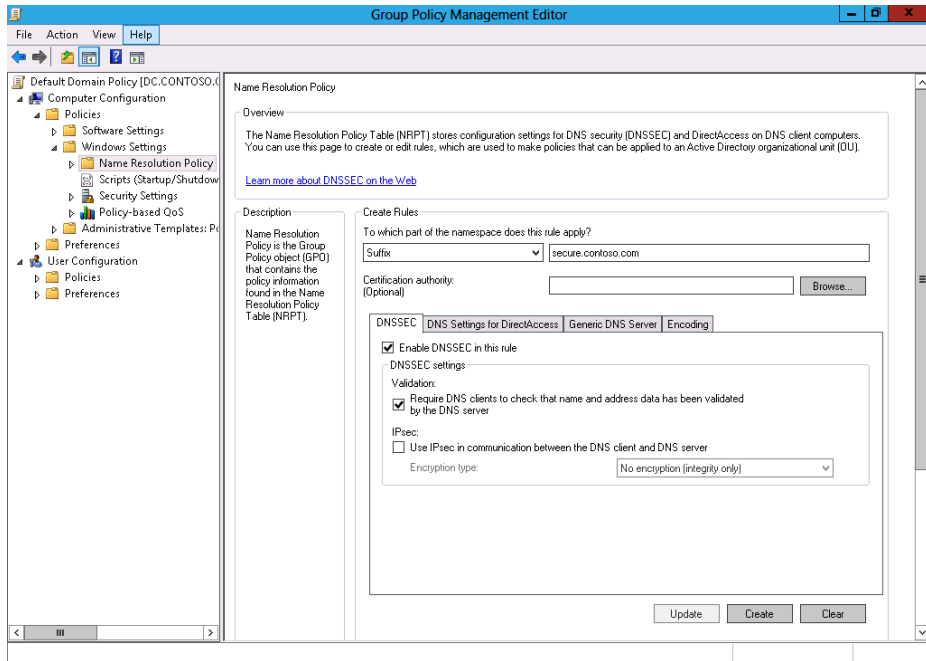 Group Policy Management Editor
File Action View Help
Default Domain Policy [DC.CONTOSO.(
Computer Configuration
Policies
Software Settings
Windows Settings
Name Resolution Policy
Scripts (Startup/Shutdow
Security Settings
Policy-based QoS
Administrative Templates: Po
Preferences
User Configuration
Policies
Preferences
Name Resolution Policy
Overview
The Name Resolution Policy Table (NRPT) stores configuration settings for DNS security (DNSSEC) and DirectAccess on DNS client computers.
You can use this page to create or edit rules, which are used to make policies that can be applied to an Active Directory organizational unit (OU).
Learn more about DNSSEC on the Web
Description
Name Resolution
Policy is the Group
Policy object (GPO)
that contains the
policy information
found in the Name
Resolution Policy
Table (NRPT).
Create Rules
To which part of the namespace does this rule apply?
Suffix secure.contoso.com
Certification authority:
(Optional)
Browse...
DNSSEC DNS Settings for DirectAccess Generic DNS Server Encoding
Enable DNSSEC in this rule
DNSSEC settings
Validation:
Require DNS clients to check that name and address data has been validated
by the DNS server
IPsec:
Use IPsec in communication between the DNS client and DNS server
Encryption type: No encryption (integrity only)
Update Create Clear